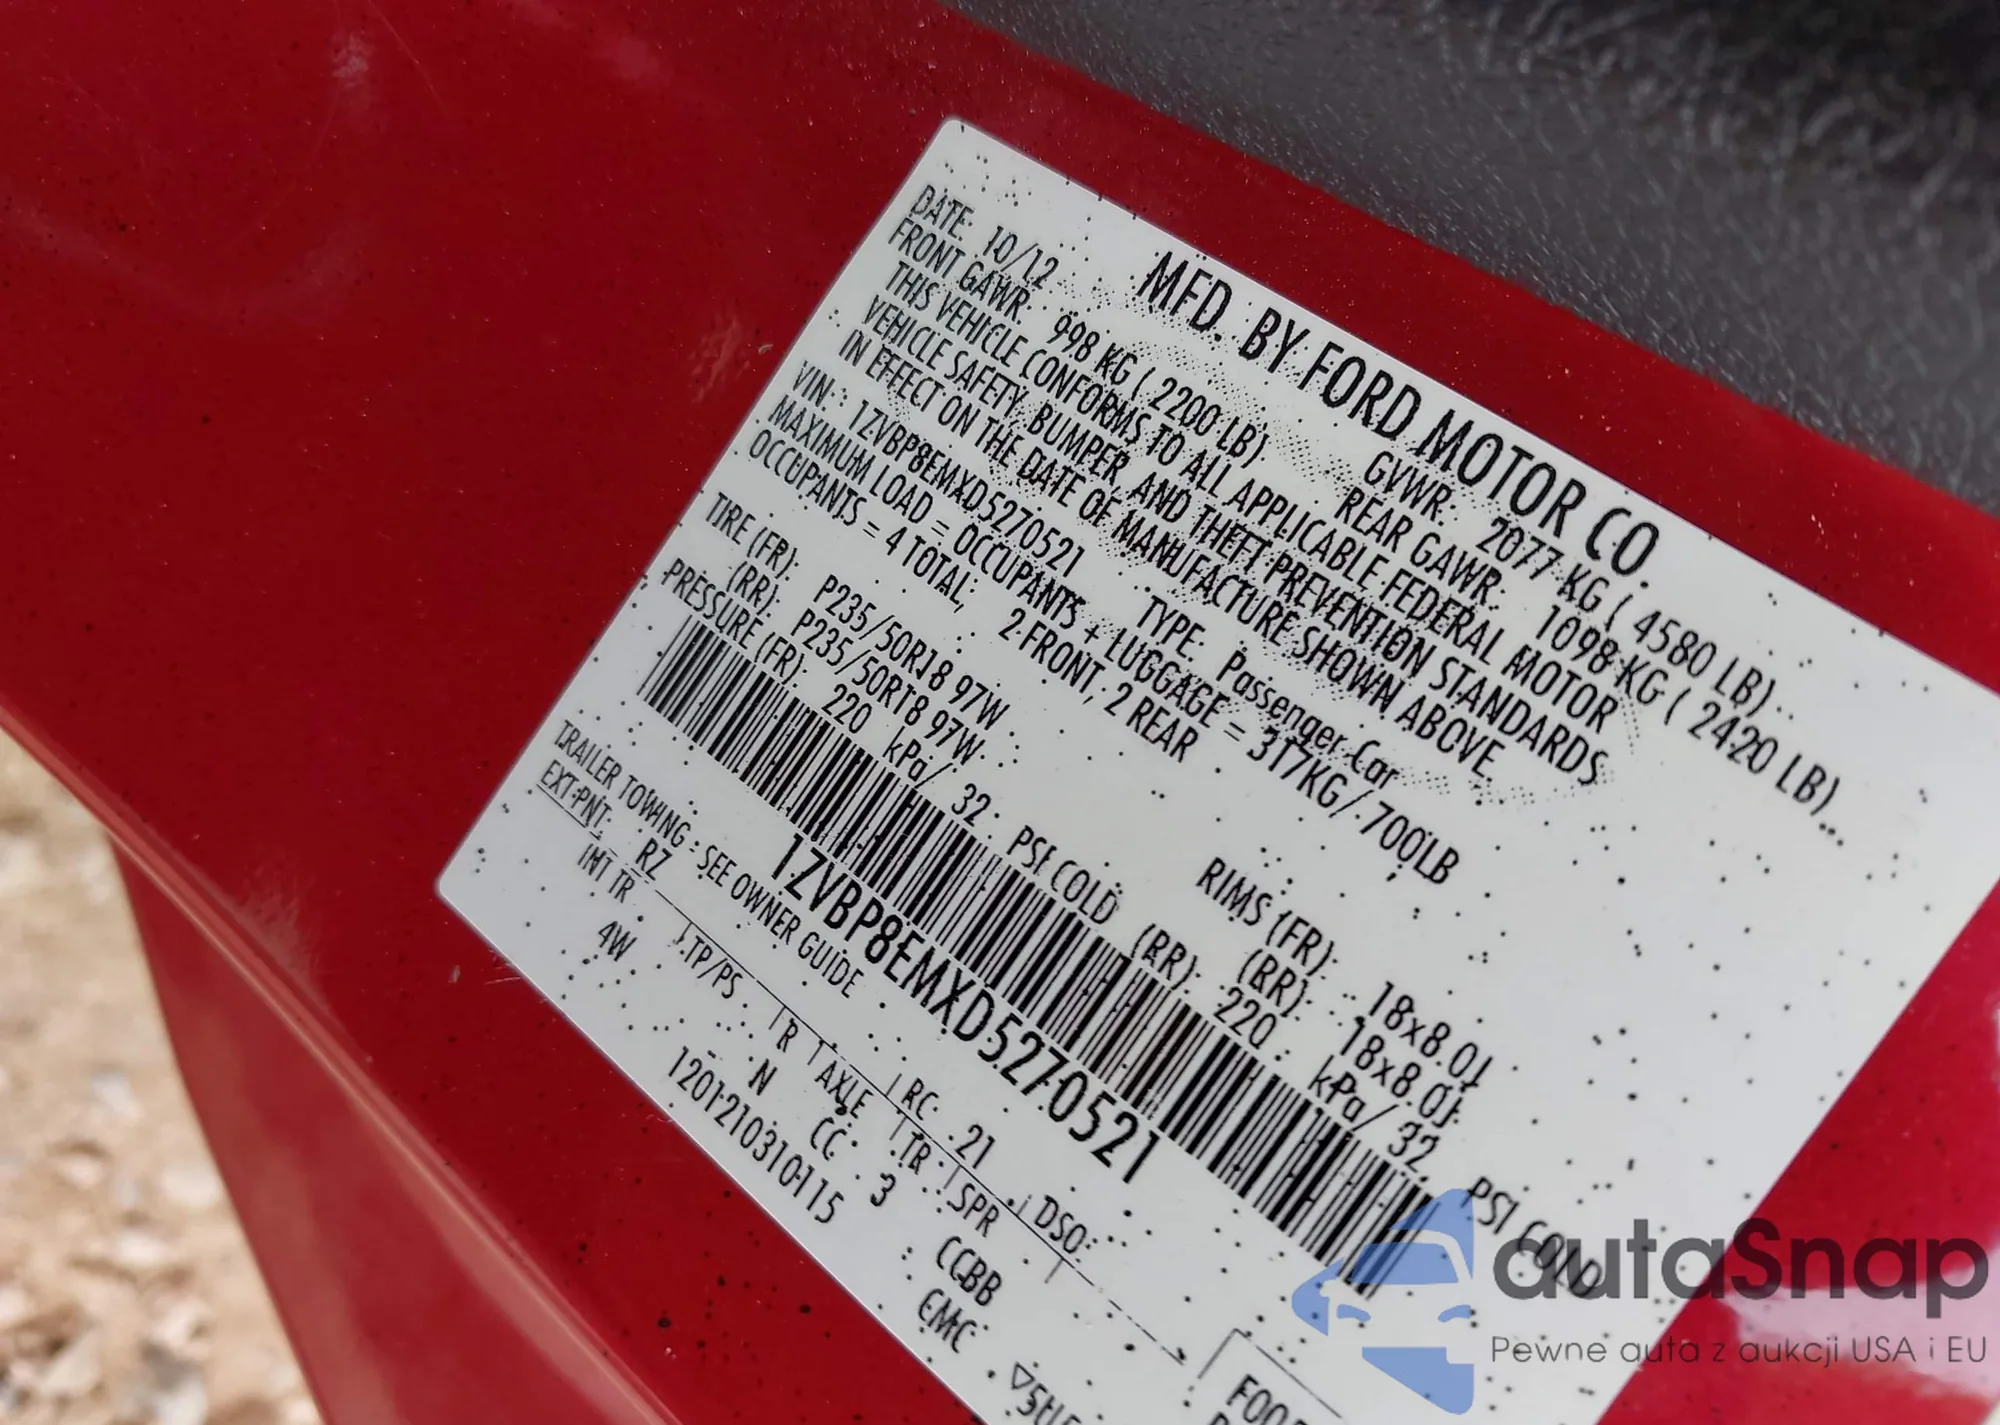 MFD. BY FORD MOTOR CO.
DATE: 10/12 GVWR: 2077 KG ( 4580 LB)
FRONT GAWR: 998 KG ( 2200 LB) REAR GAWR: 1098 KG ( 2420 LB)
THIS VEHICLE CONFORMS TO ALL APPLICABLE FEDERAL MOTOR
VEHICLE SAFETY, BUMPER, AND THEFT PREVENTION STANDARDS
IN EFFECT ON THE DATE OF MANUFACTURE SHOWN ABOVE.
VIN: 1ZVBP8EMXD5270521 TYPE: Passenger Car
MAXIMUM LOAD = OCCUPANTS + LUGGAGE = 317KG/ 700LB
OCCUPANTS = 4 TOTAL, 2 FRONT, 2 REAR
TIRE (FR): P235/50R18 97W RIMS (FR): 18x8.0J
(RR): P235/50R18 97W (RR): 18x8.0J
PRESSURE (FR): 220 kPa/ 32 PSI COLD (RR): 220 kPa/ 32 PSI COLD
1ZVBP8EMXD5270521
TRAILER TOWING: SEE OWNER GUIDE
EXT PNT: RZ RC: 21 DSO:
INT TR TP/PS R AXLE TR SPR
4W N CC 3 CCBB
1201210310115 CMC
autaSnap
Pewne auta z aukcji USA i EU